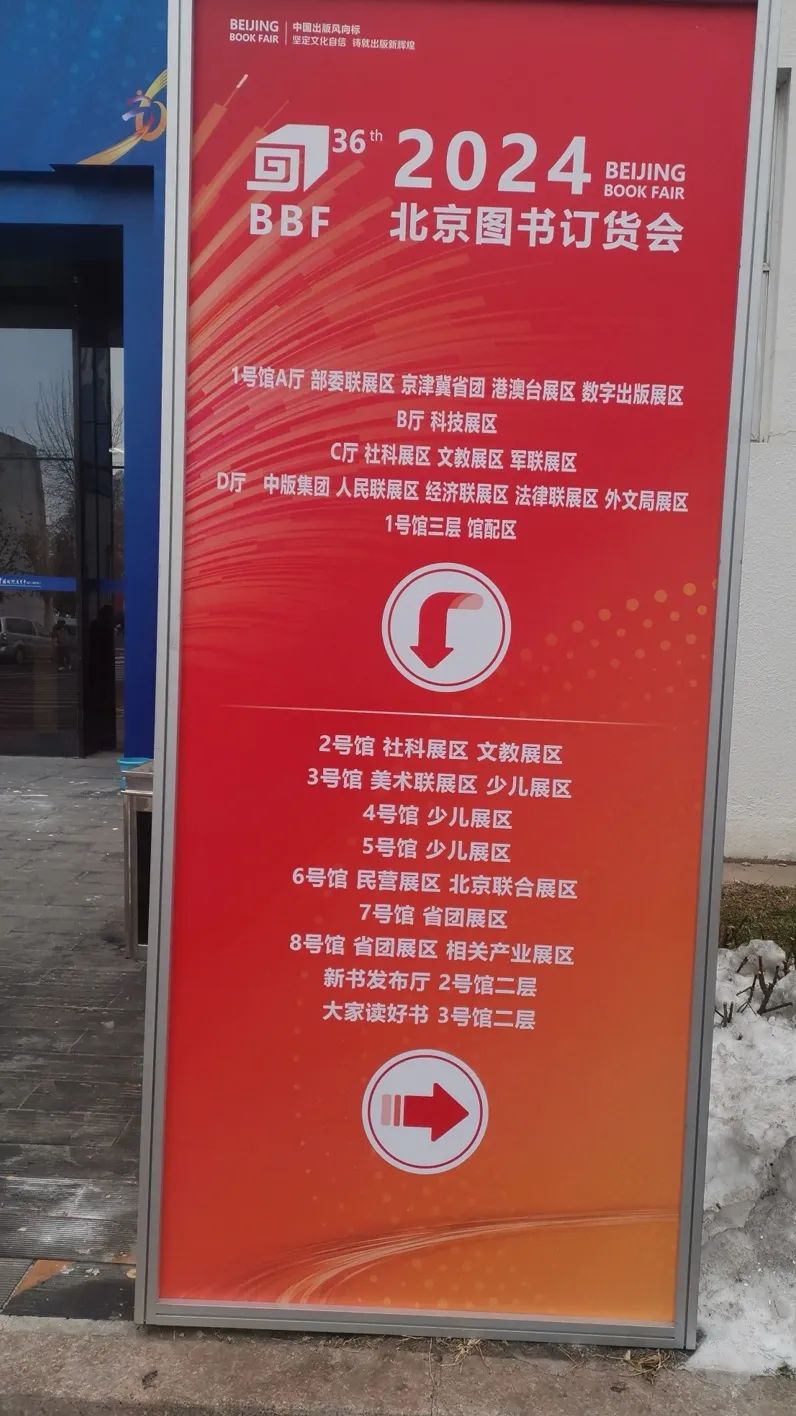 BEIJING
BOOK FAIR
中国出版风向标
坚定文化自信 铸就出版新辉煌
36th
BBF
2024
BEIJING
BOOK FAIR
北京图书订货会
1号馆A厅 部委联展区 京津冀省团 港澳台展区 数字出版展区
B厅 科技展区
C厅 社科展区 文教展区 军联展区
D厅 中版集团 人民联展区 经济联展区 法律联展区 外文局展区
1号馆三层 馆配区
2号馆 社科展区 文教展区
3号馆 美术联展区 少儿展区
4号馆 少儿展区
5号馆 少儿展区
6号馆 民营展区 北京联合展区
7号馆 省团展区
8号馆 省团展区 相关产业展区
新书发布厅 2号馆二层
大家读好书 3号馆二层